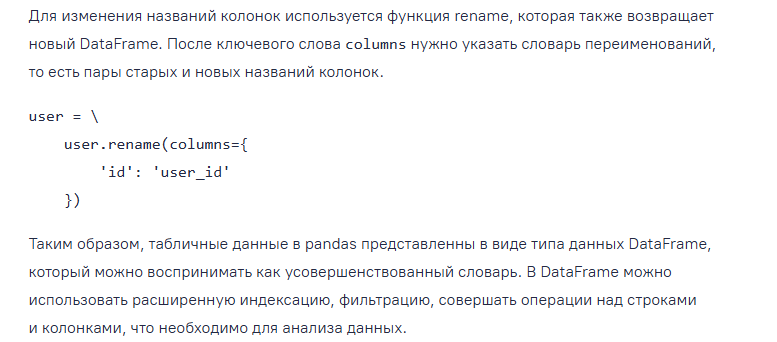 Для изменения названий колонок используется функция rename, которая также возвращает
новый DataFrame. После ключевого слова columns нужно указать словарь переименований,
то есть пары старых и новых названий колонок.
user = \
    user.rename(columns={
        'id': 'user_id'
    })
Таким образом, табличные данные в pandas представленны в виде типа данных DataFrame,
который можно воспринимать как усовершенствованный словарь. В DataFrame можно
использовать расширенную индексацию, фильтрацию, совершать операции над строками
и колонками, что необходимо для анализа данных.